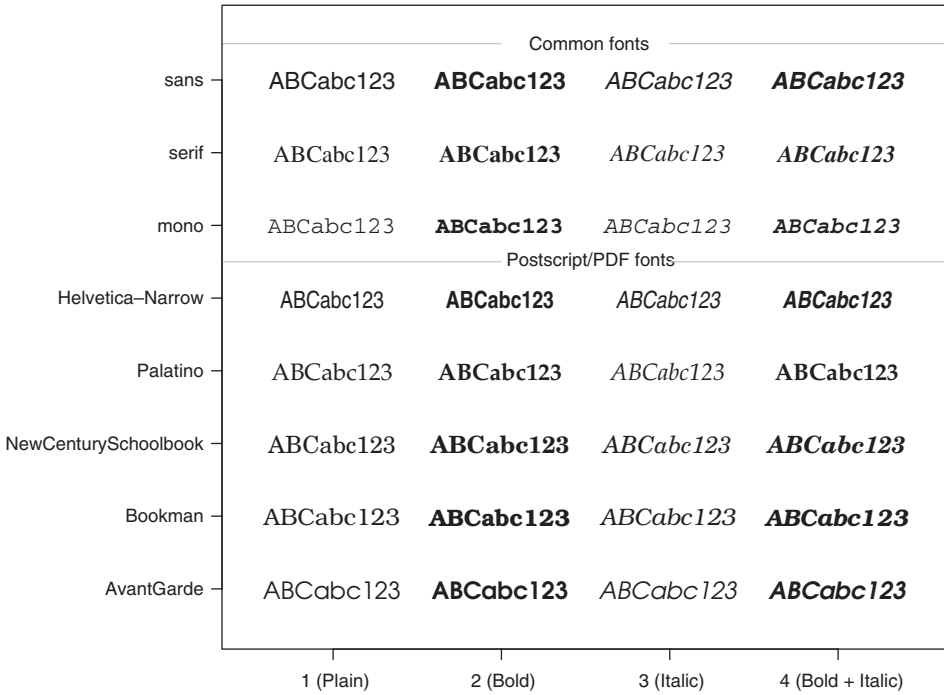 Common fonts
sans ABCabc123 ABCabc123 ABCabc123 ABCabc123
serif ABCabc123 ABCabc123 ABCabc123 ABCabc123
mono ABCabc123 ABCabc123 ABCabc123 ABCabc123
Postscript/PDF fonts
Helvetica–Narrow ABCabc123 ABCabc123 ABCabc123 ABCabc123
Palatino ABCabc123 ABCabc123 ABCabc123 ABCabc123
NewCenturySchoolbook ABCabc123 ABCabc123 ABCabc123 ABCabc123
Bookman ABCabc123 ABCabc123 ABCabc123 ABCabc123
AvantGarde ABCabc123 ABCabc123 ABCabc123 ABCabc123
1 (Plain) 2 (Bold) 3 (Italic) 4 (Bold + Italic)